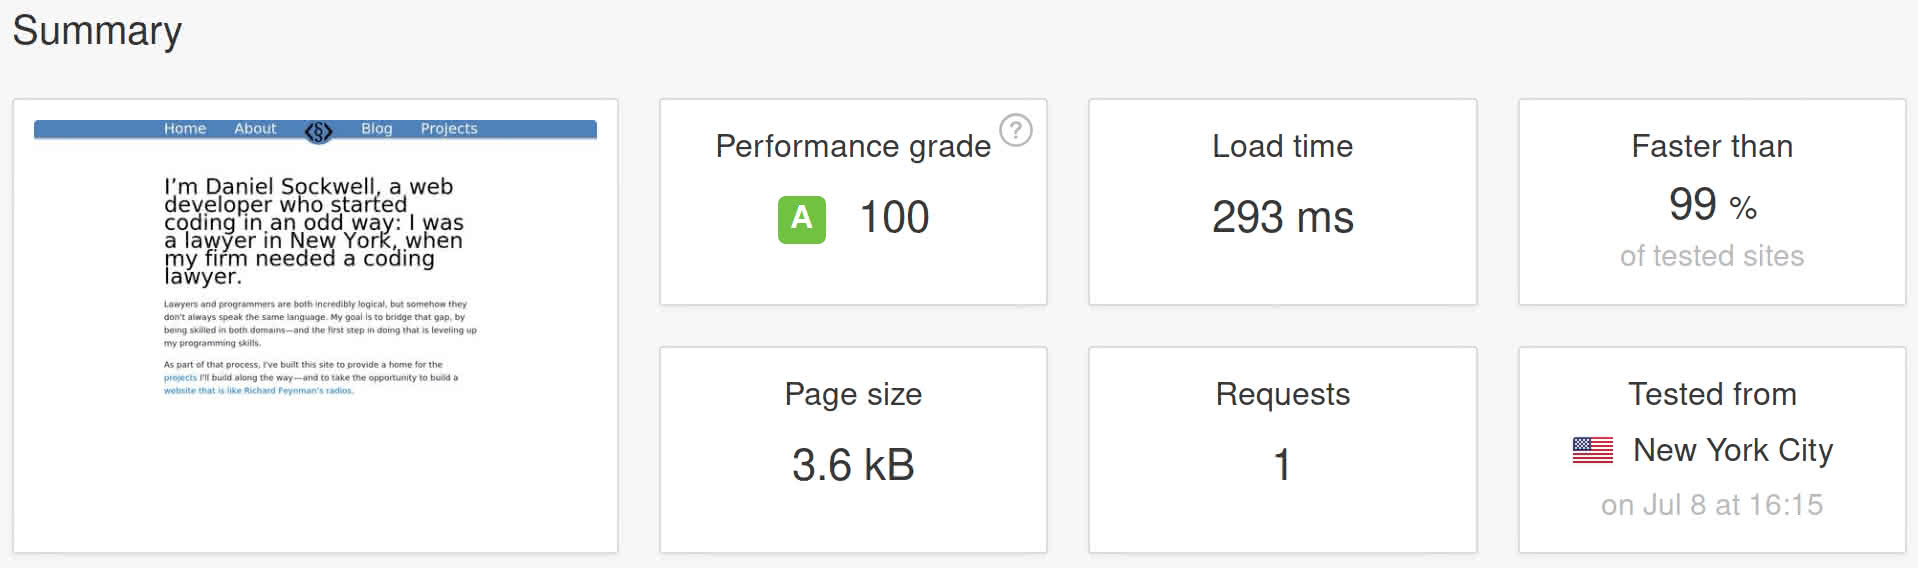 Summary
Home About <§> Blog Projects
I’m Daniel Sockwell, a web
developer who started
coding in an odd way: I was
a lawyer in New York, when
my firm needed a coding
lawyer.
Lawyers and programmers are both incredibly logical, but somehow they
don't always speak the same language. My goal is to bridge that gap, by
being skilled in both domains—and the first step in doing that is leveling up
my programming skills.
As part of that process, I've built this site to provide a home for the
projects I'll build along the way—and to take the opportunity to build a
website that is like Richard Feynman's radios.
Performance grade ?
A 100
Load time
293 ms
Faster than
99 %
of tested sites
Page size
3.6 kB
Requests
1
Tested from
New York City
on Jul 8 at 16:15